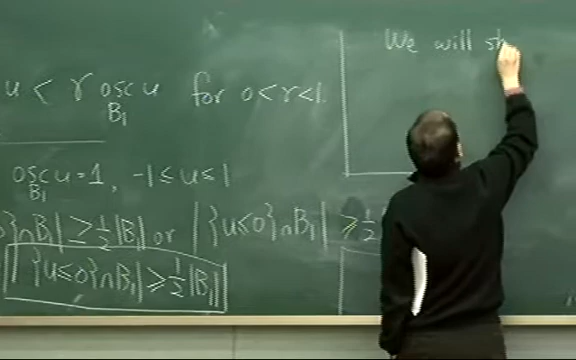 u < r osc u for 0<r<1.
B₁
osc u = 1, -1 ≤ u ≤ 1
B₁
}∩B₁| ≥ ½|B₁| or |{u≤0}∩B₁| ≥ ½
|{u≤0}∩B₁| ≥ ½|B₁|
We will sh